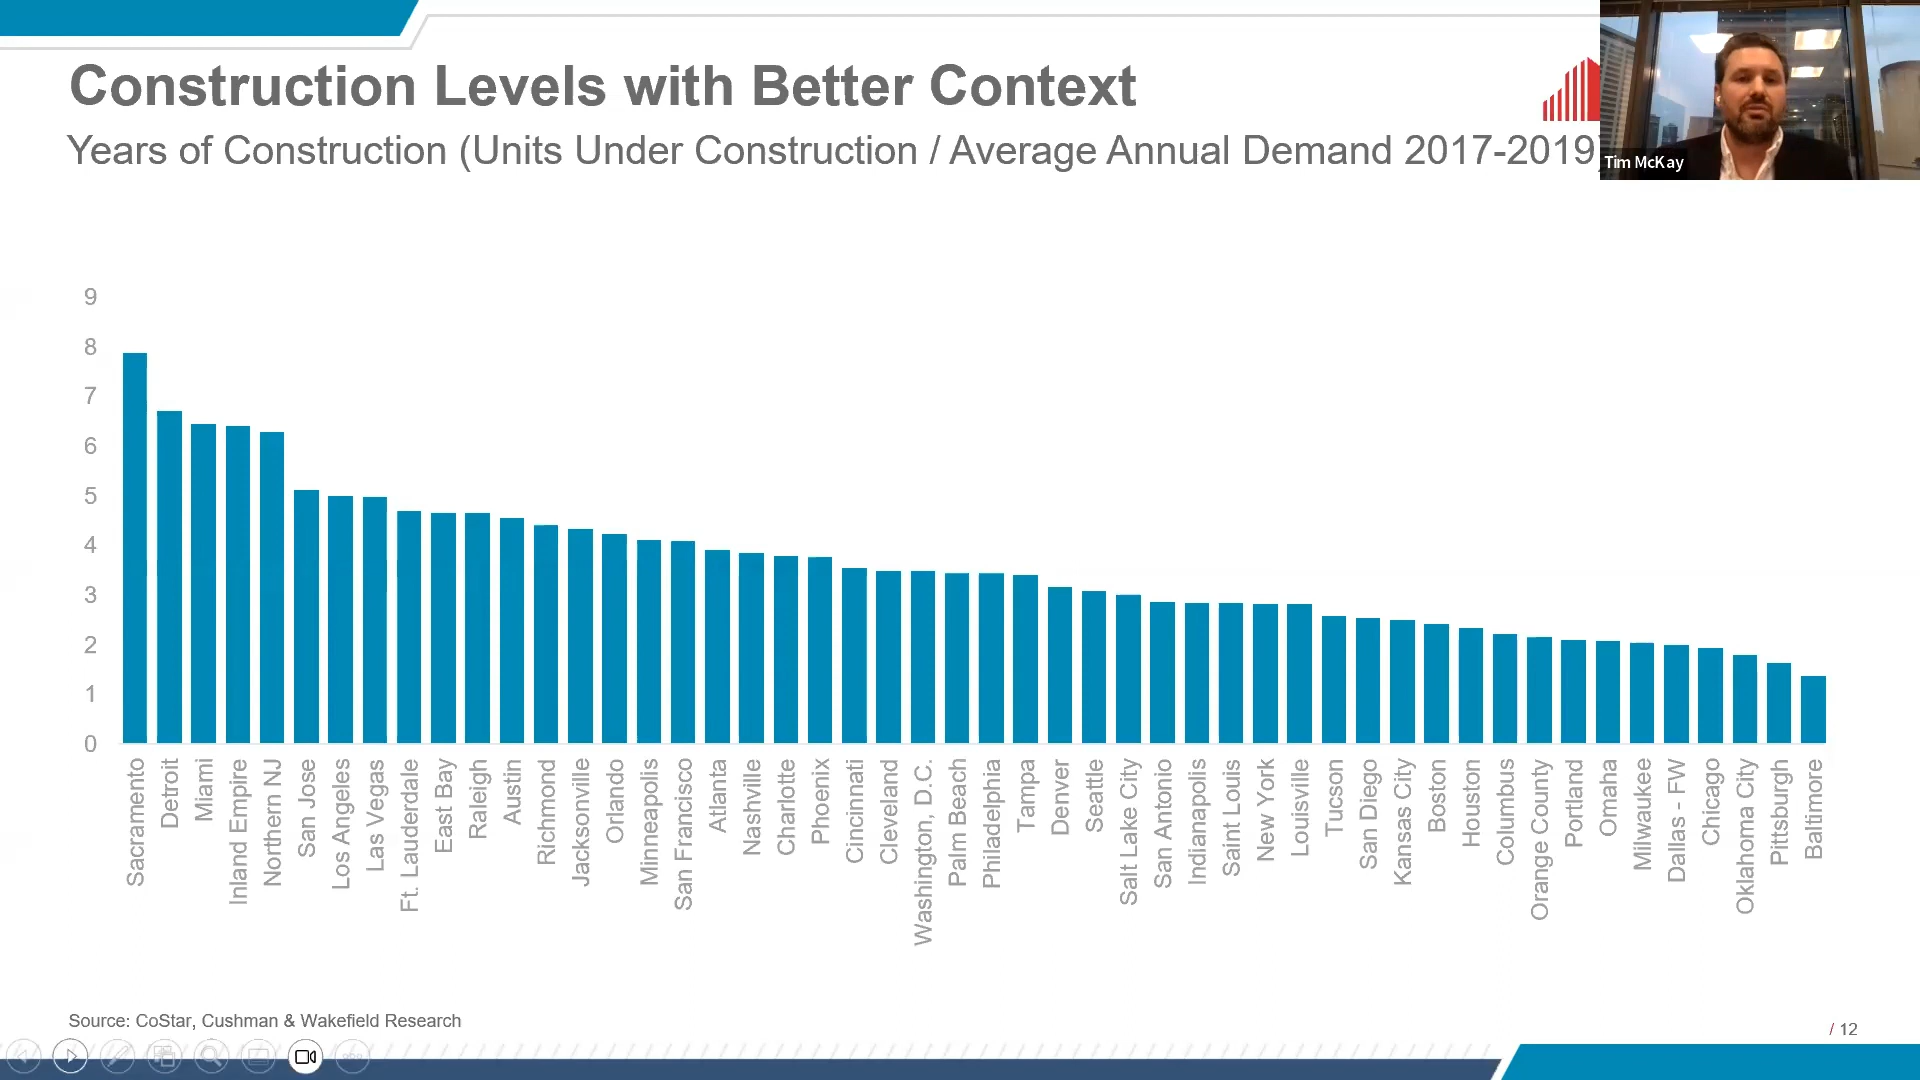 Construction Levels with Better Context
Years of Construction (Units Under Construction / Average Annual Demand 2017-2019)
Tim McKay
9
8
7
6
5
4
3
2
1
0
Sacramento
Detroit
Miami
Inland Empire
Northern NJ
San Jose
Los Angeles
Las Vegas
Ft. Lauderdale
East Bay
Raleigh
Austin
Richmond
Jacksonville
Orlando
Minneapolis
San Francisco
Atlanta
Nashville
Charlotte
Phoenix
Cincinnati
Cleveland
Washington, D.C.
Palm Beach
Philadelphia
Tampa
Denver
Seattle
Salt Lake City
San Antonio
Indianapolis
Saint Louis
New York
Louisville
Tucson
San Diego
Kansas City
Boston
Houston
Columbus
Orange County
Portland
Omaha
Milwaukee
Dallas - FW
Chicago
Oklahoma City
Pittsburgh
Baltimore
Source: CoStar, Cushman & Wakefield Research
/ 12